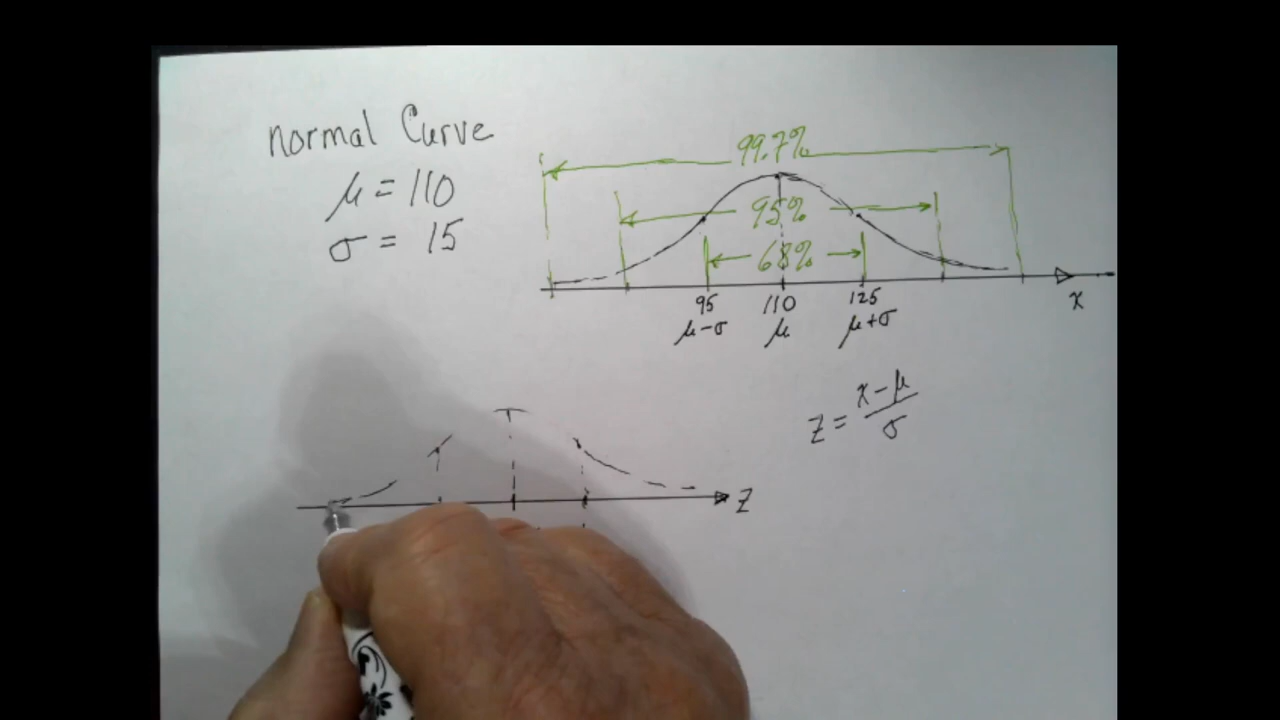 normal Curve
μ = 110
σ = 15
99.7%
95%
68%
95 110 125
μ-σ μ μ+σ
x
z = (x-μ)/σ
z